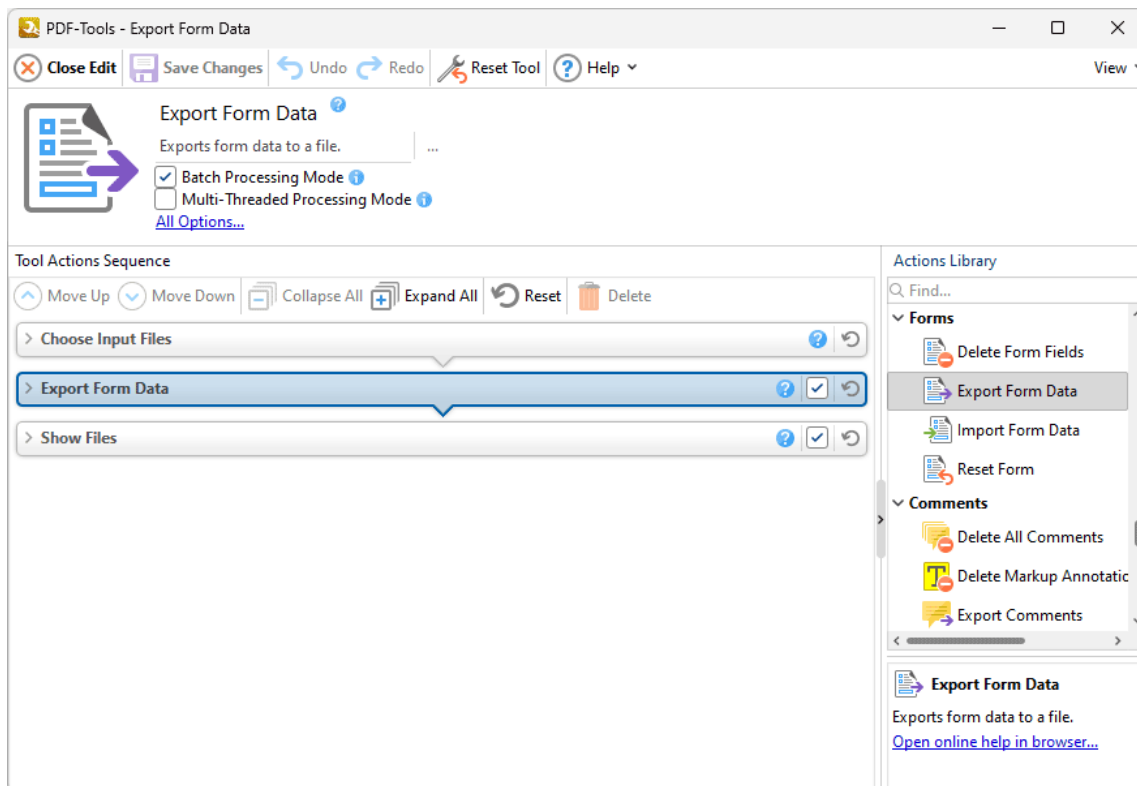 PDF-Tools - Export Form Data
Close Edit Save Changes Undo Redo Reset Tool ? Help View
Export Form Data ?
Exports form data to a file. ...
Batch Processing Mode i
Multi-Threaded Processing Mode i
All Options...
Tool Actions Sequence
Move Up Move Down Collapse All Expand All Reset Delete
Choose Input Files ?
Export Form Data ?
Show Files ?
Actions Library
Find...
Forms
Delete Form Fields
Export Form Data
Import Form Data
Reset Form
Comments
Delete All Comments
T Delete Markup Annotatic
Export Comments
Export Form Data
Exports form data to a file.
Open online help in browser...